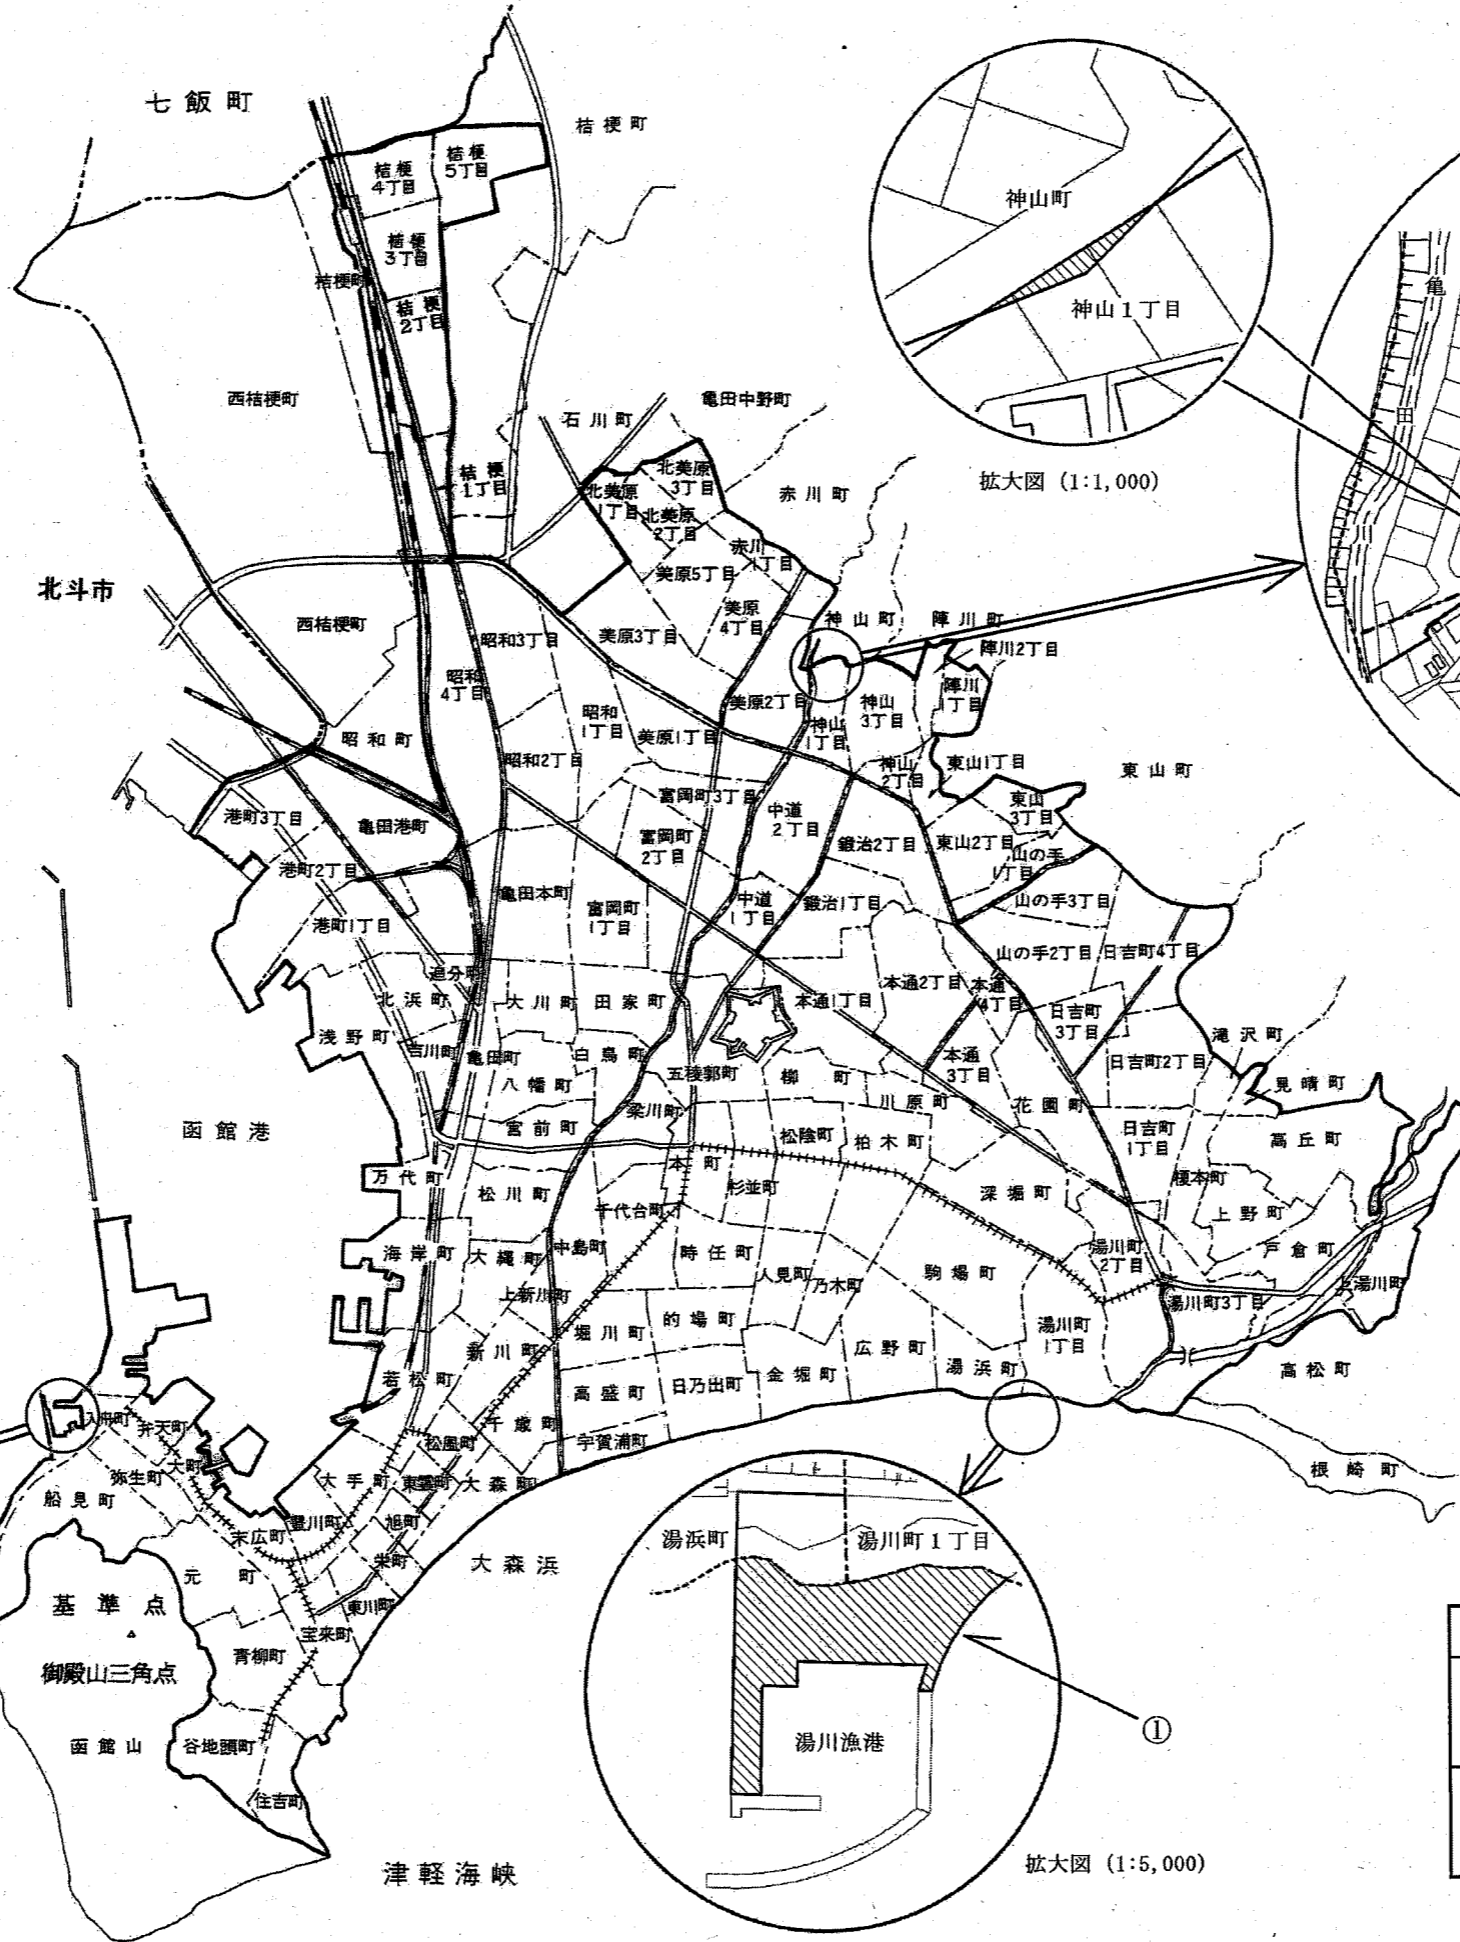 七飯町
桔梗町
桔梗
4丁目
桔梗
5丁目
桔梗
3丁目
桔梗町
桔梗
2丁目
神山町
神山1丁目
拡大図 (1:1,000)
亀
田
川
西桔梗町
石川町
亀田中野町
桔梗
1丁目
北美原
3丁目
北美原
1丁目
北美原
2丁目
赤川町
赤川
1丁目
美原5丁目
北斗市
西桔梗町
昭和3丁目
美原3丁目
美原
4丁目
神山町
陣川町
陣川2丁目
昭和
4丁目
陣川
1丁目
美原2丁目
神山
3丁目
昭和
1丁目
美原1丁目
神山
1丁目
昭和町
昭和2丁目
神山
2丁目
東山1丁目
東山町
富岡町3丁目
東山
3丁目
中道
2丁目
港町3丁目
亀田港町
富岡町
2丁目
鍛治2丁目
東山2丁目
山の手
1丁目
港町2丁目
亀田本町
中道
1丁目
鍛治1丁目
山の手3丁目
富岡町
1丁目
港町1丁目
山の手2丁目
日吉町4丁目
追分町
北浜町
大川町
田家町
本通1丁目
本通2丁目
本通
4丁目
日吉町
3丁目
浅野町
吉川町
亀田町
白鳥町
滝沢町
八幡町
五稜郭町
柳町
本通
3丁目
日吉町2丁目
見晴町
梁川町
川原町
花園町
函館港
宮前町
松陰町
柏木町
日吉町
1丁目
高丘町
万代町
本町
松川町
杉並町
深堀町
榎本町
千代台町
上野町
海岸町
大縄町
中島町
時任町
湯川町
2丁目
戸倉町
人見町
乃木町
駒場町
上湯川町
上新川町
湯川町3丁目
堀川町
的場町
湯川町
1丁目
新川町
広野町
湯浜町
若松町
高盛町
日乃出町
金堀町
高松町
入舟町
弁天町
千歳町
松風町
宇賀浦町
大町
弥生町
大手町
東雲町
大森町
根崎町
船見町
豊川町
旭町
末広町
栄町
大森浜
元町
湯浜町
湯川町1丁目
基準点
東川町
宝来町
御殿山三角点
青柳町
①
函館山
谷地頭町
湯川漁港
住吉町
津軽海峡
拡大図 (1:5,000)